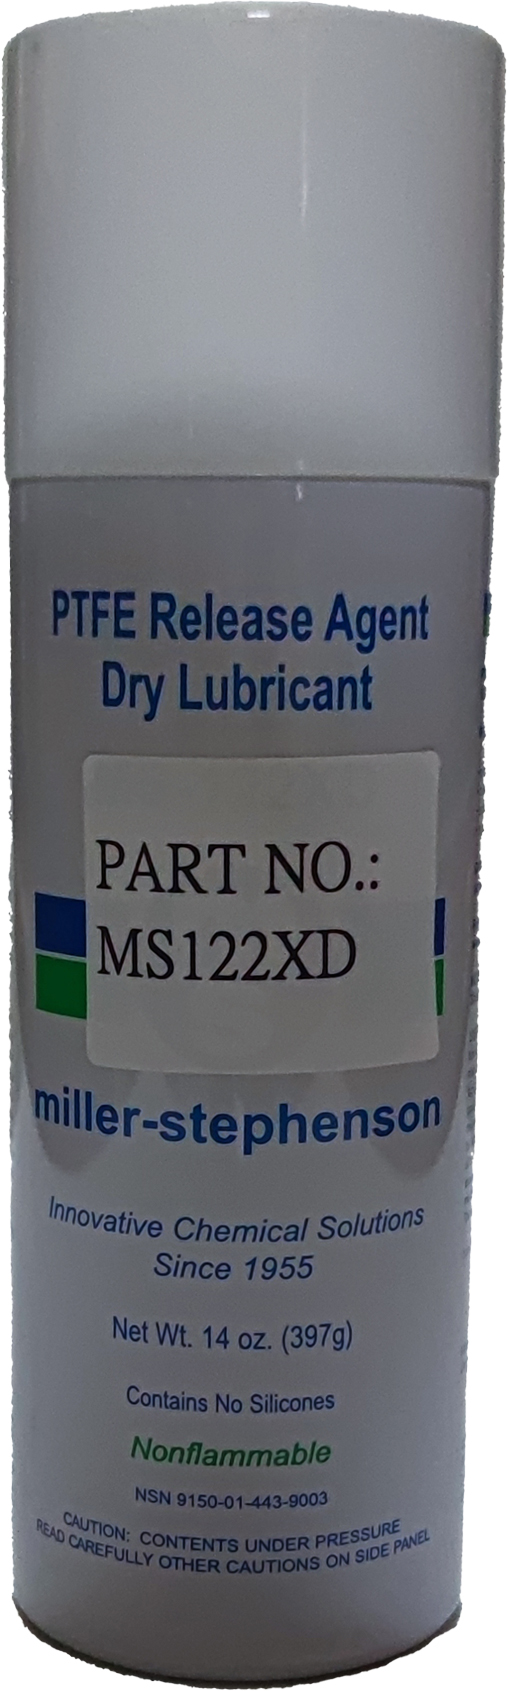 PTFE Release Agent
Dry Lubricant
PART NO.:
MS122XD
miller-stephenson
Innovative Chemical Solutions
Since 1955
Net Wt. 14 oz. (397g)
Contains No Silicones
Nonflammable
NSN 9150-01-443-9003
CAUTION: CONTENTS UNDER PRESSURE
READ CAREFULLY OTHER CAUTIONS ON SIDE PANEL